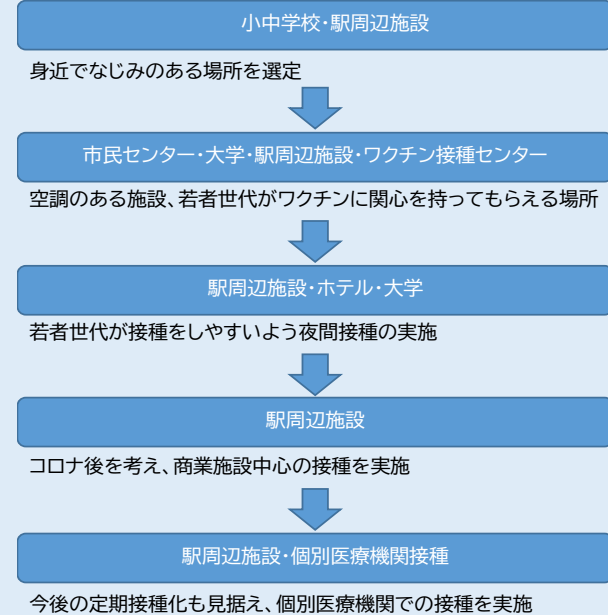 小中学校・駅周辺施設
身近でなじみのある場所を選定
市民センター・大学・駅周辺施設・ワクチン接種センター
空調のある施設、若者世代がワクチンに関心を持ってもらえる場所
駅周辺施設・ホテル・大学
若者世代が接種をしやすいよう夜間接種の実施
駅周辺施設
コロナ後を考え、商業施設中心の接種を実施
駅周辺施設・個別医療機関接種
今後の定期接種化も見据え、個別医療機関での接種を実施